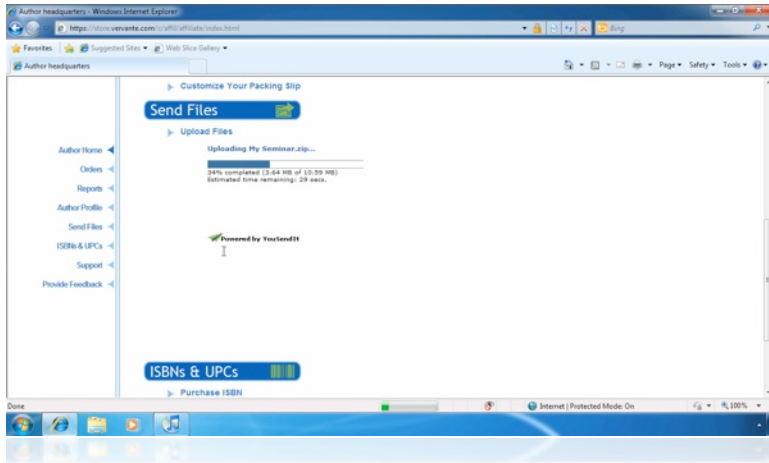 Author headquarters - Windows Internet Explorer
https://store.vervante.com/c/affil/affiliate/index.html
Bing
Favorites
Suggested Sites
Web Slice Gallery
Author headquarters
Page
Safety
Tools
Customize Your Packing Slip
Send Files
Upload Files
Uploading My Seminar.zip...
34% completed (3.64 MB of 10.59 MB)
Estimated time remaining: 29 secs.
Powered by YouSendIt
Author Home
Orders
Reports
Author Profile
Send Files
ISBNs & UPCs
Support
Provide Feedback
ISBNs & UPCs
Purchase ISBN
Done
Internet | Protected Mode: On
100%